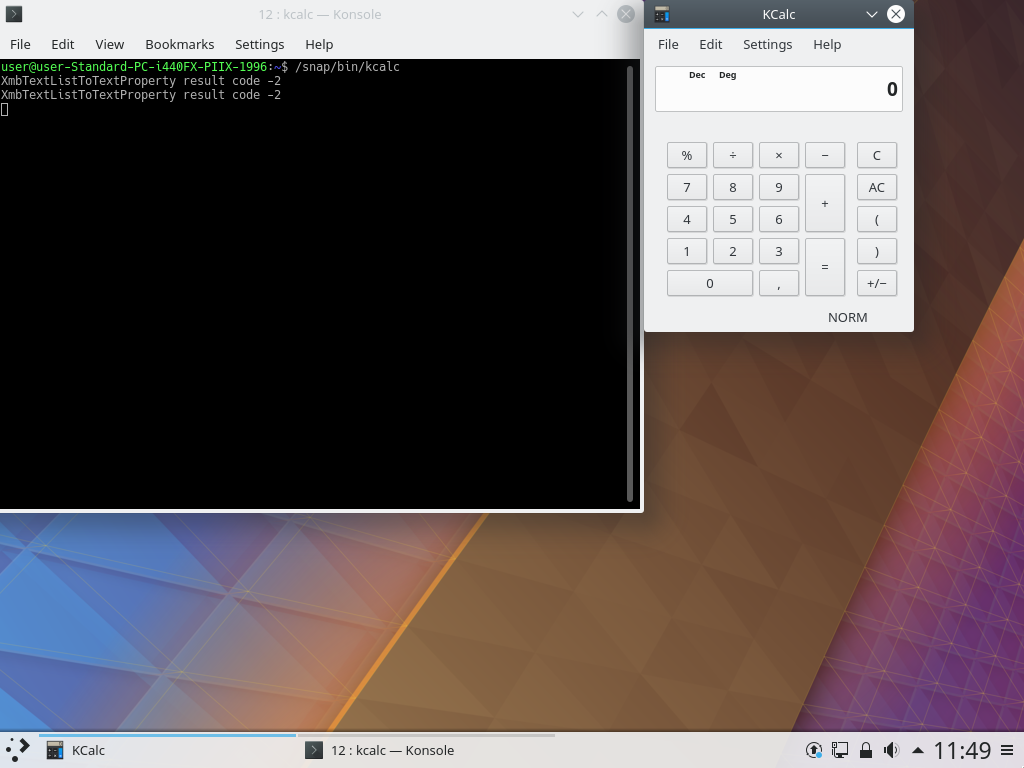 12 : kcalc — Konsole
File Edit View Bookmarks Settings Help
user@user-Standard-PC-i440FX-PIIX-1996:~$ /snap/bin/kcalc
XmbTextListToTextProperty result code -2
XmbTextListToTextProperty result code -2
KCalc
File Edit Settings Help
Dec Deg
0
% ÷ × − C
7 8 9 + AC
4 5 6 (
1 2 3 = )
0 , +/−
NORM
KCalc
12 : kcalc — Konsole
11:49